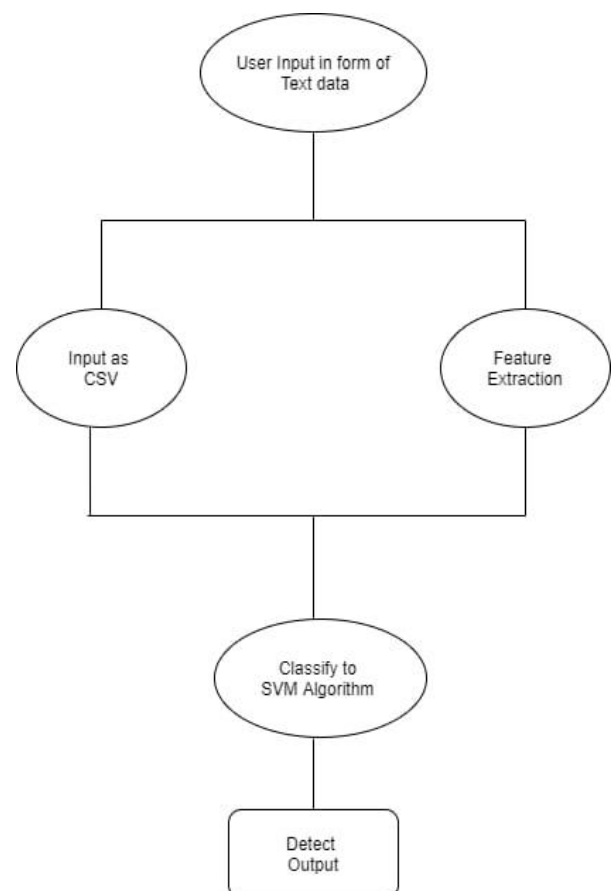 User Input in form of
Text data
Input as
CSV
Feature
Extraction
Classify to
SVM Algorithm
Detect
Output